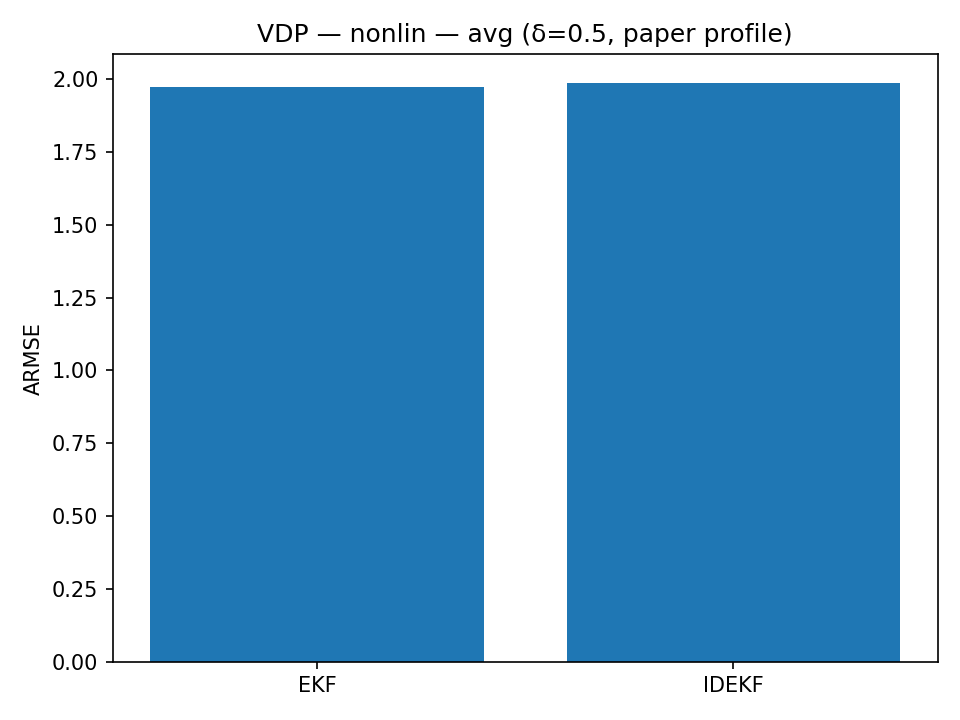 VDP — nonlin — avg (δ=0.5, paper profile)
2.00
1.75
1.50
1.25
1.00
0.75
0.50
0.25
0.00
ARMSE
EKF
IDEKF